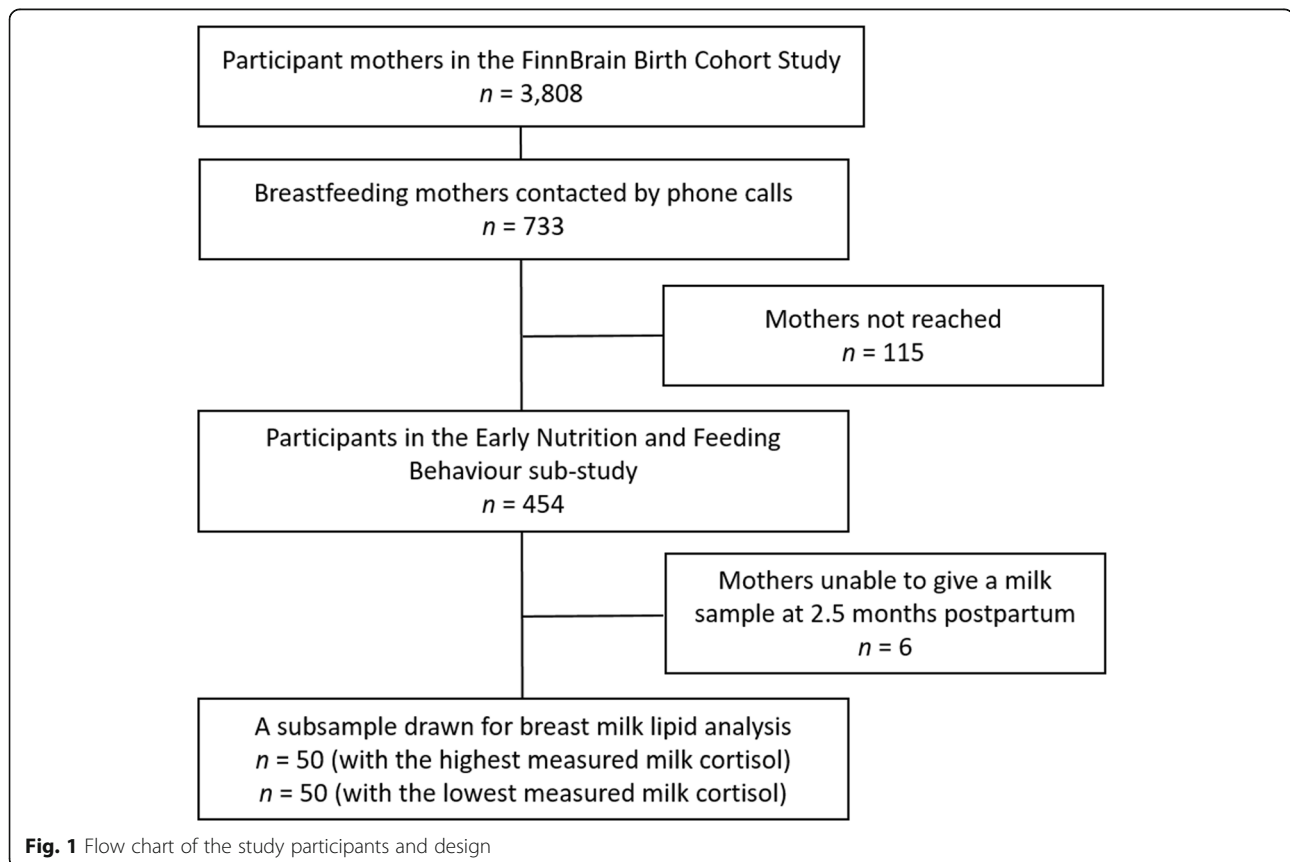 Participant mothers in the FinnBrain Birth Cohort Study
n = 3,808
Breastfeeding mothers contacted by phone calls
n = 733
Mothers not reached
n = 115
Participants in the Early Nutrition and Feeding
Behaviour sub-study
n = 454
Mothers unable to give a milk
sample at 2.5 months postpartum
n = 6
A subsample drawn for breast milk lipid analysis
n = 50 (with the highest measured milk cortisol)
n = 50 (with the lowest measured milk cortisol)
Fig. 1 Flow chart of the study participants and design